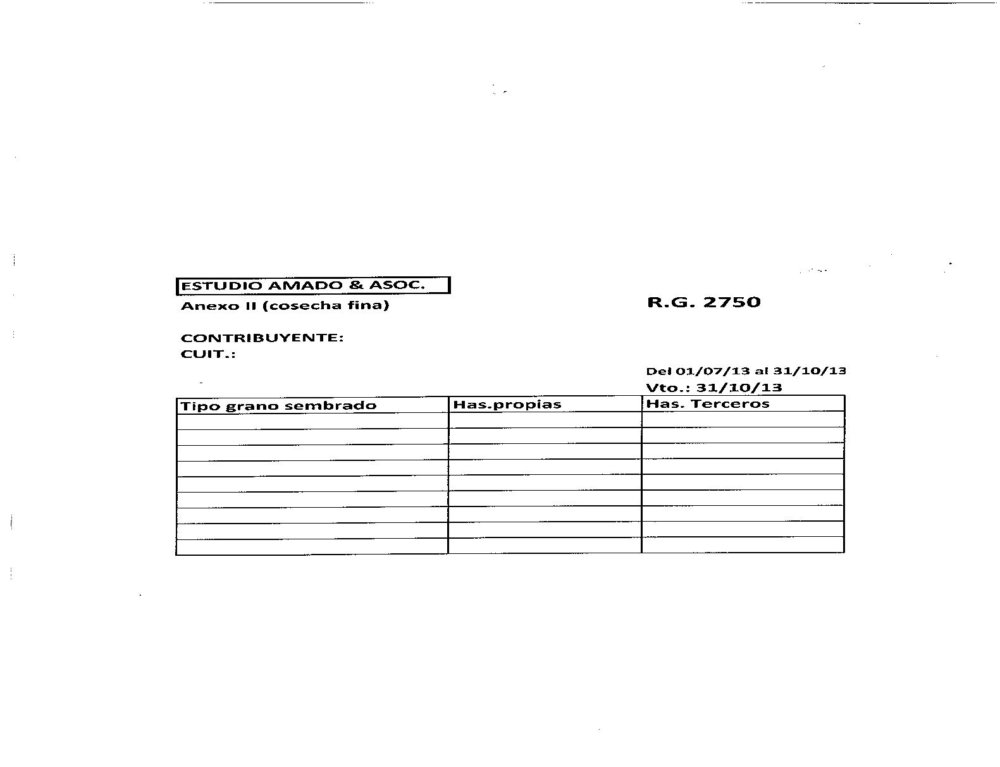 ESTUDIO AMADO & ASOC.
Anexo II (cosecha fina)
R.G. 2750
CONTRIBUYENTE:
CUIT.:
Del 01/07/13 al 31/10/13
Vto.: 31/10/13
Tipo grano sembrado Has.propias Has. Terceros